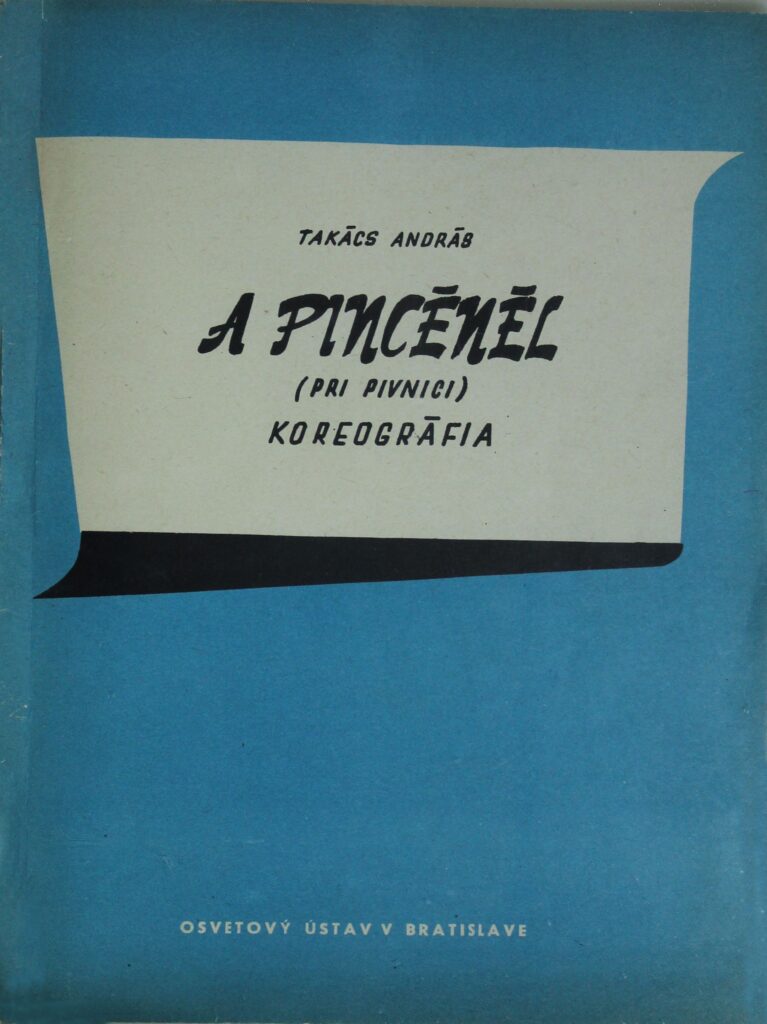 TAKÁCS ANDRÁS
A PINCÉNÉL
(PRI PIVNICI)
KOREOGRÁFIA
OSVETOVÝ ÚSTAV V BRATISLAVE